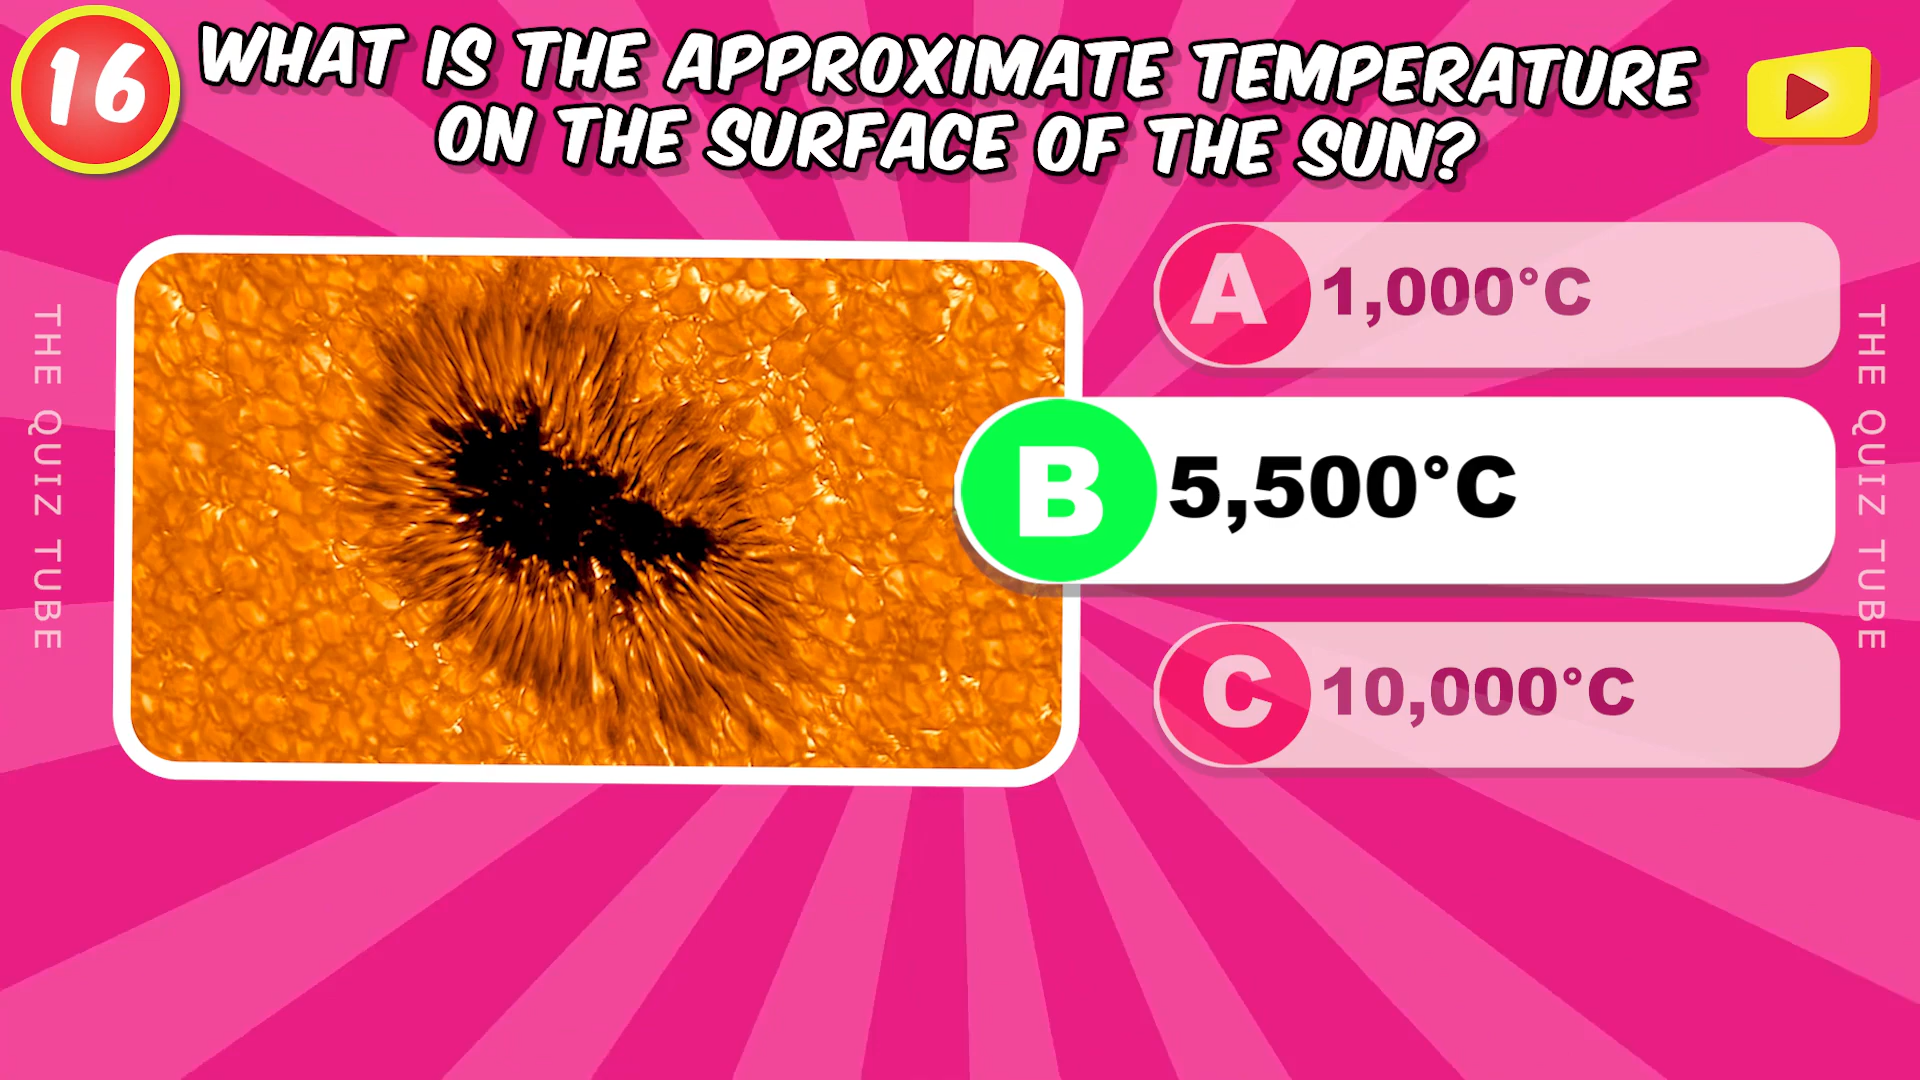 16
WHAT IS THE APPROXIMATE TEMPERATURE
ON THE SURFACE OF THE SUN?
THE QUIZ TUBE
A 1,000°C
B 5,500°C
C 10,000°C
THE QUIZ TUBE